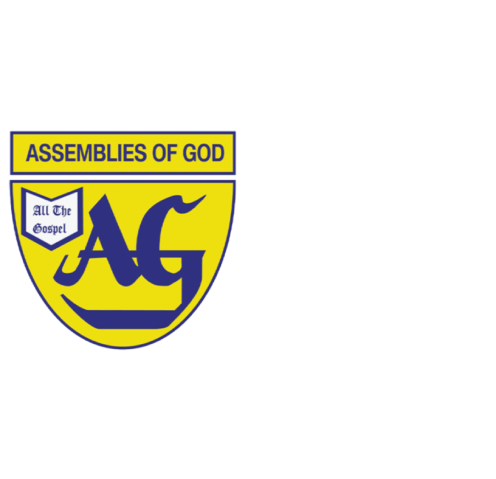 ASSEMBLIES OF GOD
All The
Gospel
AG